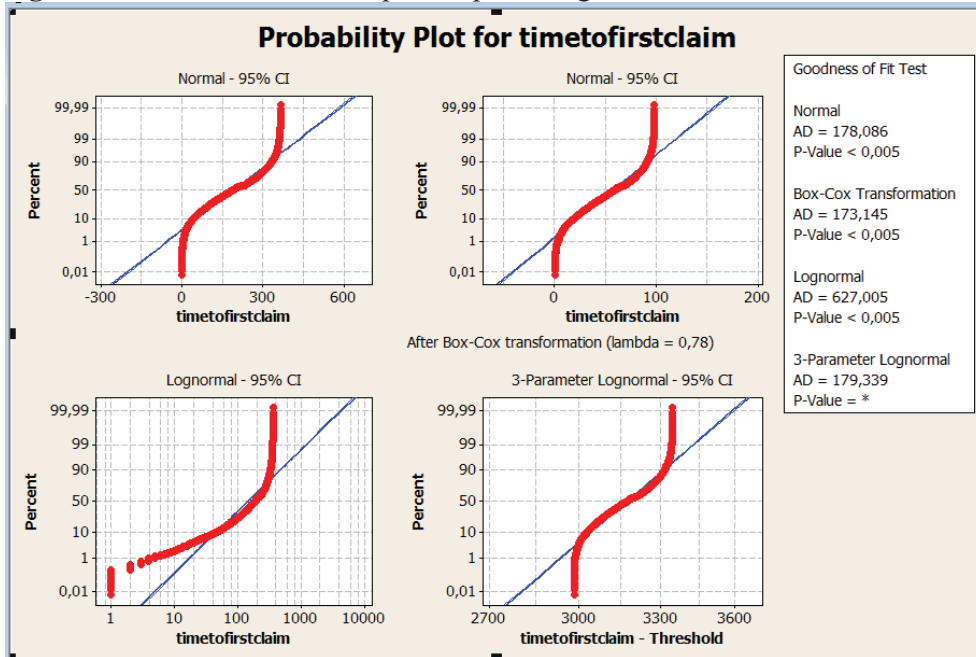 Probability Plot for timetofirstclaim
Normal - 95% CI
Percent
99,99
99
90
50
10
1
0,01
-300 0 300 600
timetofirstclaim
Normal - 95% CI
Percent
99,99
99
90
50
10
1
0,01
0 100 200
timetofirstclaim
After Box-Cox transformation (lambda = 0,78)
Lognormal - 95% CI
Percent
99,99
99
90
50
10
1
0,01
1 10 100 1000 10000
timetofirstclaim
3-Parameter Lognormal - 95% CI
Percent
99,99
99
90
50
10
1
0,01
2700 3000 3300 3600
timetofirstclaim - Threshold
Goodness of Fit Test
Normal
AD = 178,086
P-Value < 0,005
Box-Cox Transformation
AD = 173,145
P-Value < 0,005
Lognormal
AD = 627,005
P-Value < 0,005
3-Parameter Lognormal
AD = 179,339
P-Value = *